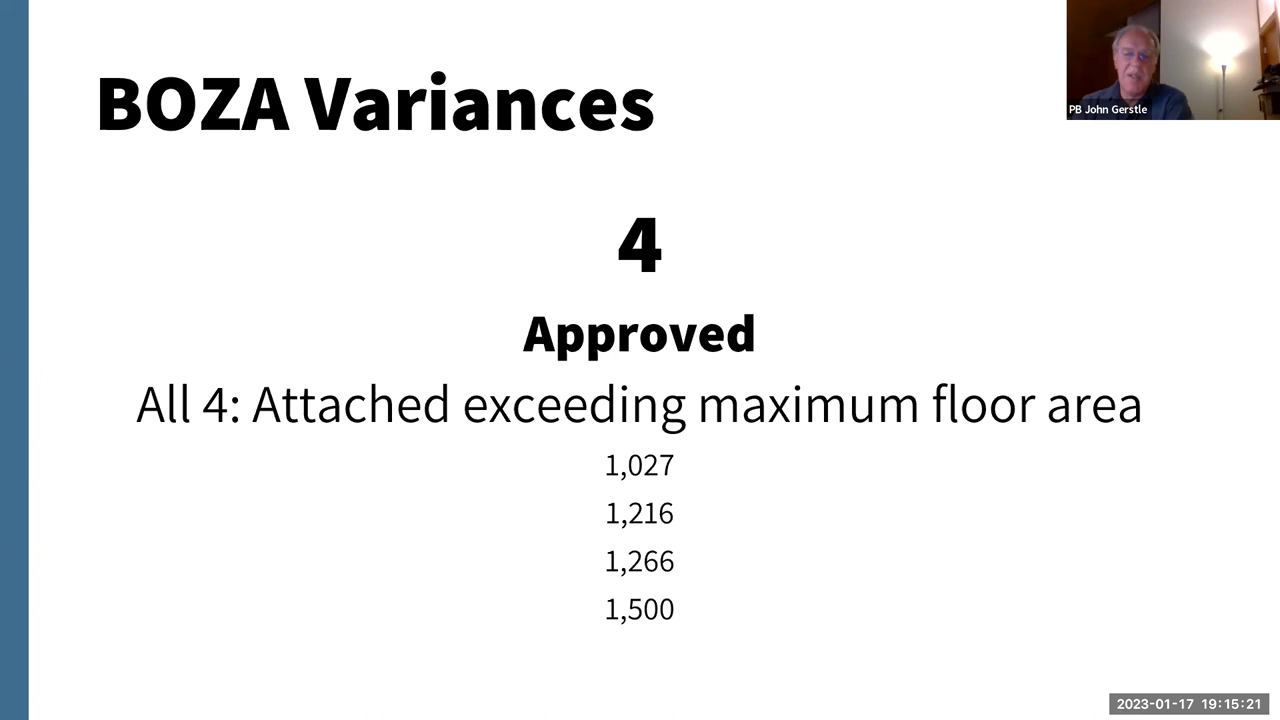 BOZA Variances
PB John Gerstle
4
Approved
All 4: Attached exceeding maximum floor area
1,027
1,216
1,266
1,500
2023-01-17 19:15:21